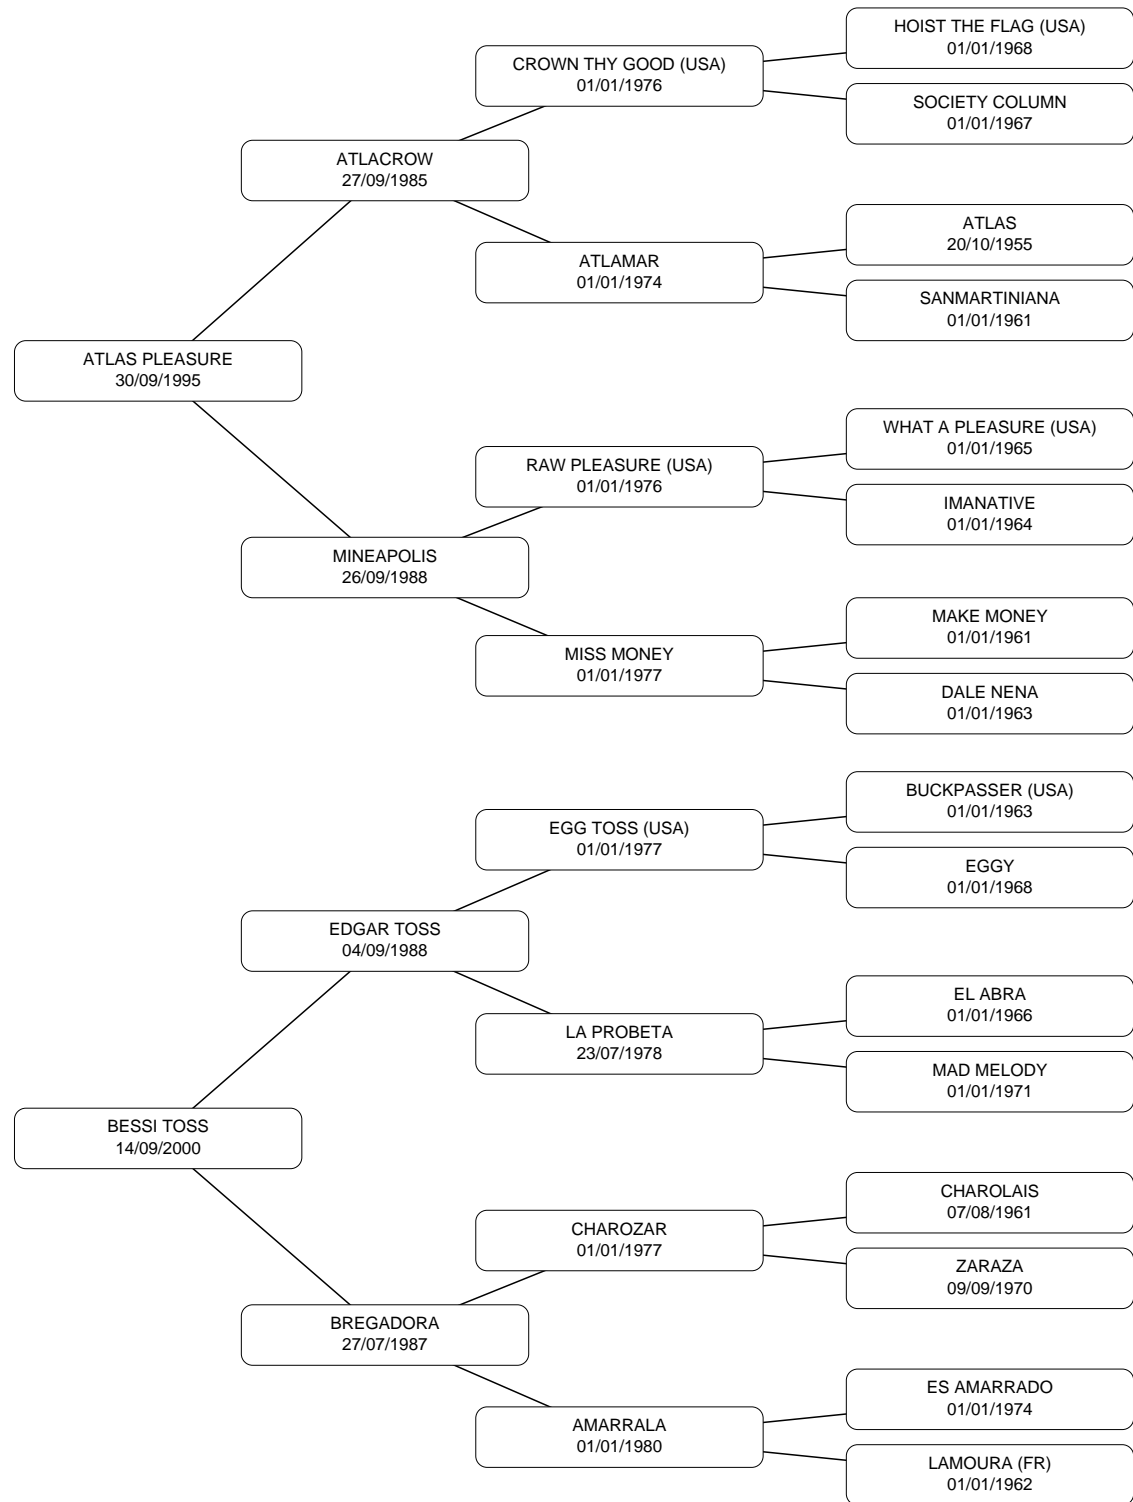 HOIST THE FLAG (USA)
01/01/1968
CROWN THY GOOD (USA)
01/01/1976
SOCIETY COLUMN
01/01/1967
ATLACROW
27/09/1985
ATLAS
20/10/1955
ATLAMAR
01/01/1974
SANMARTINIANA
01/01/1961
ATLAS PLEASURE
30/09/1995
WHAT A PLEASURE (USA)
01/01/1965
RAW PLEASURE (USA)
01/01/1976
IMANATIVE
01/01/1964
MINEAPOLIS
26/09/1988
MAKE MONEY
01/01/1961
MISS MONEY
01/01/1977
DALE NENA
01/01/1963
BUCKPASSER (USA)
01/01/1963
EGG TOSS (USA)
01/01/1977
EGGY
01/01/1968
EDGAR TOSS
04/09/1988
EL ABRA
01/01/1966
LA PROBETA
23/07/1978
MAD MELODY
01/01/1971
BESSI TOSS
14/09/2000
CHAROLAIS
07/08/1961
CHAROZAR
01/01/1977
ZARAZA
09/09/1970
BREGADORA
27/07/1987
ES AMARRADO
01/01/1974
AMARRALA
01/01/1980
LAMOURA (FR)
01/01/1962